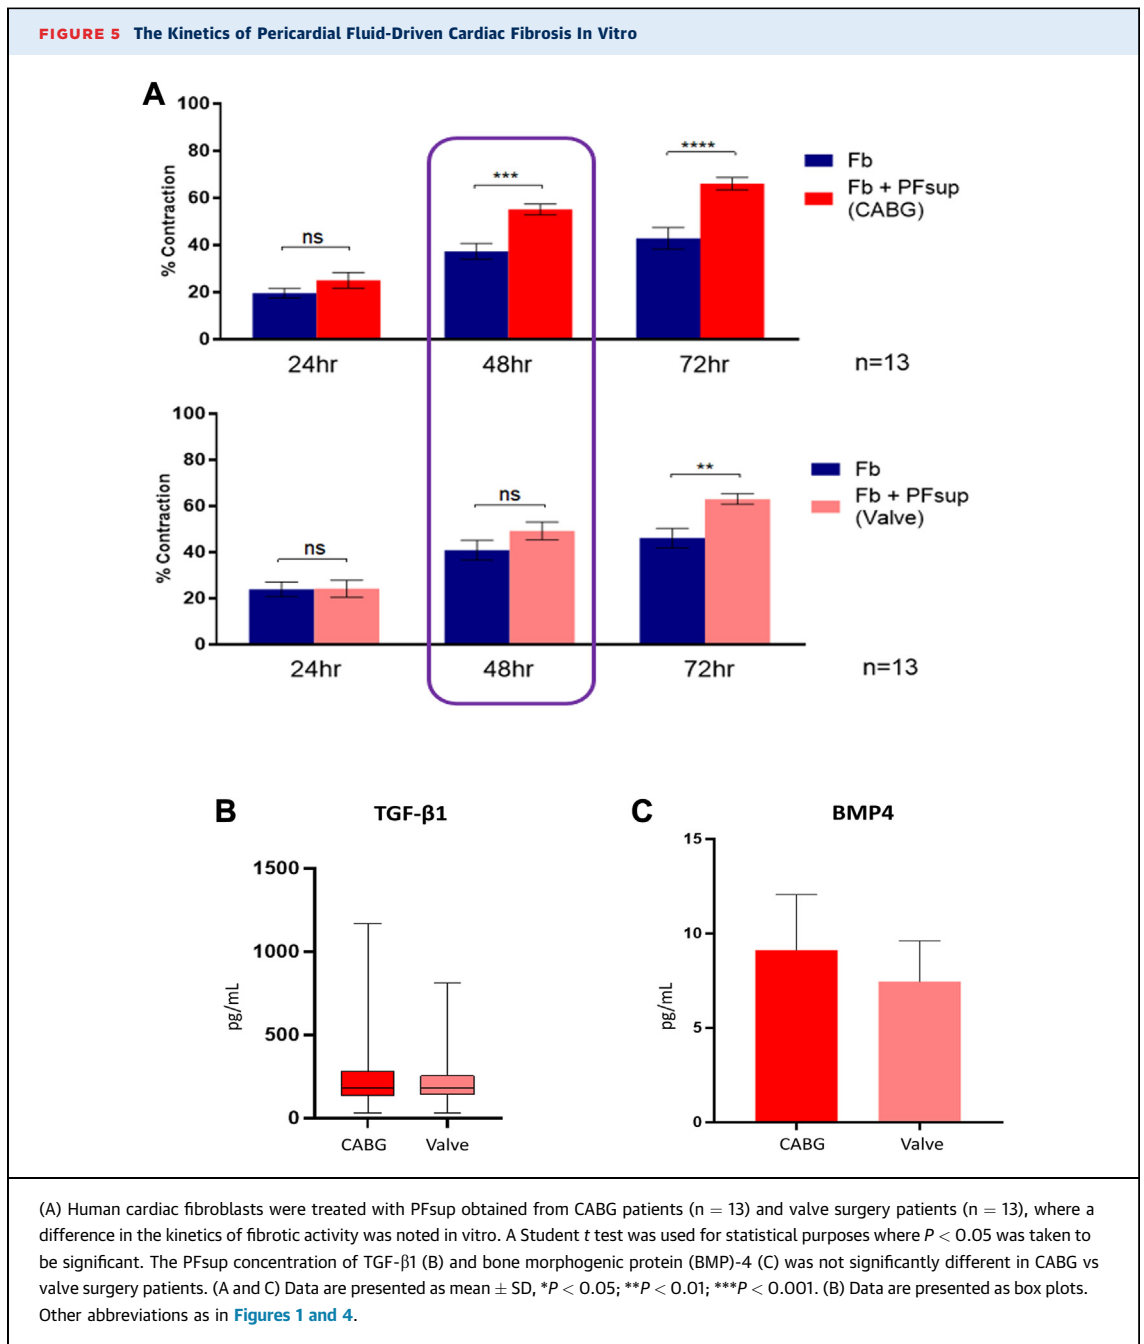 FIGURE 5 The Kinetics of Pericardial Fluid-Driven Cardiac Fibrosis In Vitro
A
100
80
60
40
20
0
% Contraction
ns
***
****
24hr
48hr
72hr
n=13
Fb
Fb + PFsup
(CABG)
100
80
60
40
20
0
% Contraction
ns
ns
**
24hr
48hr
72hr
n=13
Fb
Fb + PFsup
(Valve)
B
TGF-β1
1500
1000
500
0
pg/mL
CABG
Valve
C
BMP4
15
10
5
0
pg/mL
CABG
Valve
(A) Human cardiac fibroblasts were treated with PFsup obtained from CABG patients (n = 13) and valve surgery patients (n = 13), where a
difference in the kinetics of fibrotic activity was noted in vitro. A Student t test was used for statistical purposes where P < 0.05 was taken to
be significant. The PFsup concentration of TGF-β1 (B) and bone morphogenic protein (BMP)-4 (C) was not significantly different in CABG vs
valve surgery patients. (A and C) Data are presented as mean ± SD, *P < 0.05; **P < 0.01; ***P < 0.001. (B) Data are presented as box plots.
Other abbreviations as in Figures 1 and 4.